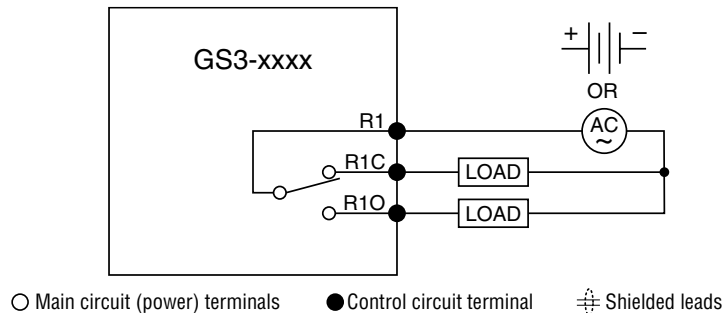 GS3-xxxx
+ −
OR
R1
AC
~
R1C
LOAD
R1O
LOAD
Main circuit (power) terminals
Control circuit terminal
Shielded leads